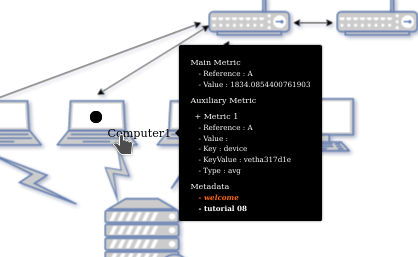 Computer1
Main Metric
- Reference : A
- Value : 1834.0854400761903
Auxiliary Metric
+ Metric 1
- Reference : A
- Value :
- Key : device
- KeyValue : vetha317d1e
- Type : avg
Metadata
- welcome
- tutorial 08